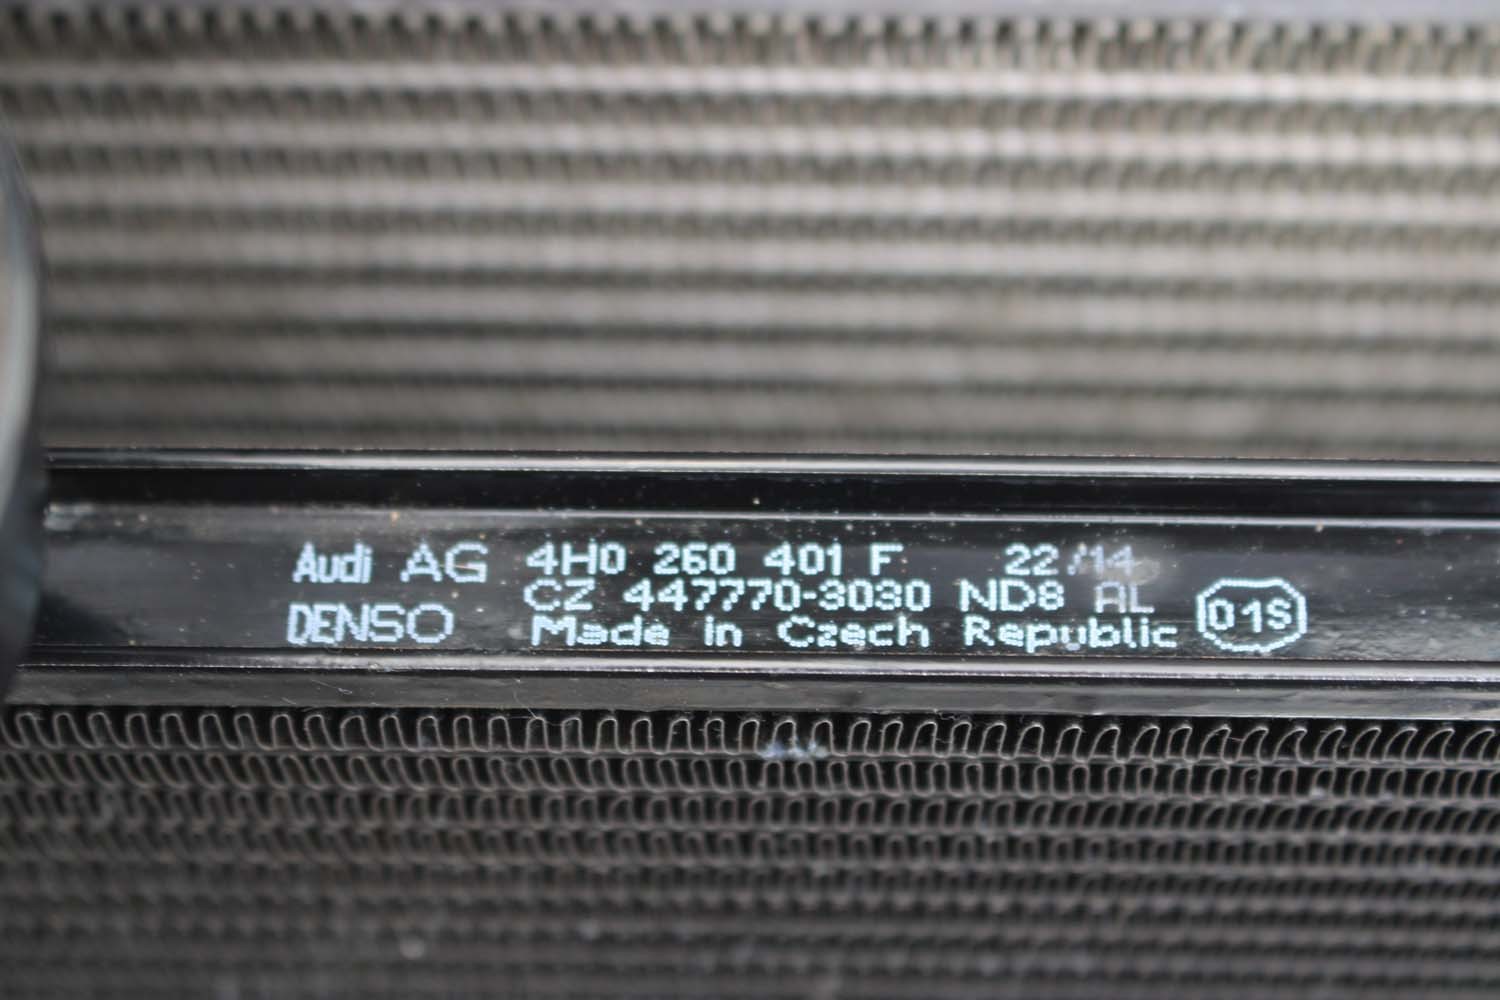 Audi AG 4H0 260 401 F 22/14
CZ 447770-3030 ND8 AL
DENSO Made in Czech Republic 01S